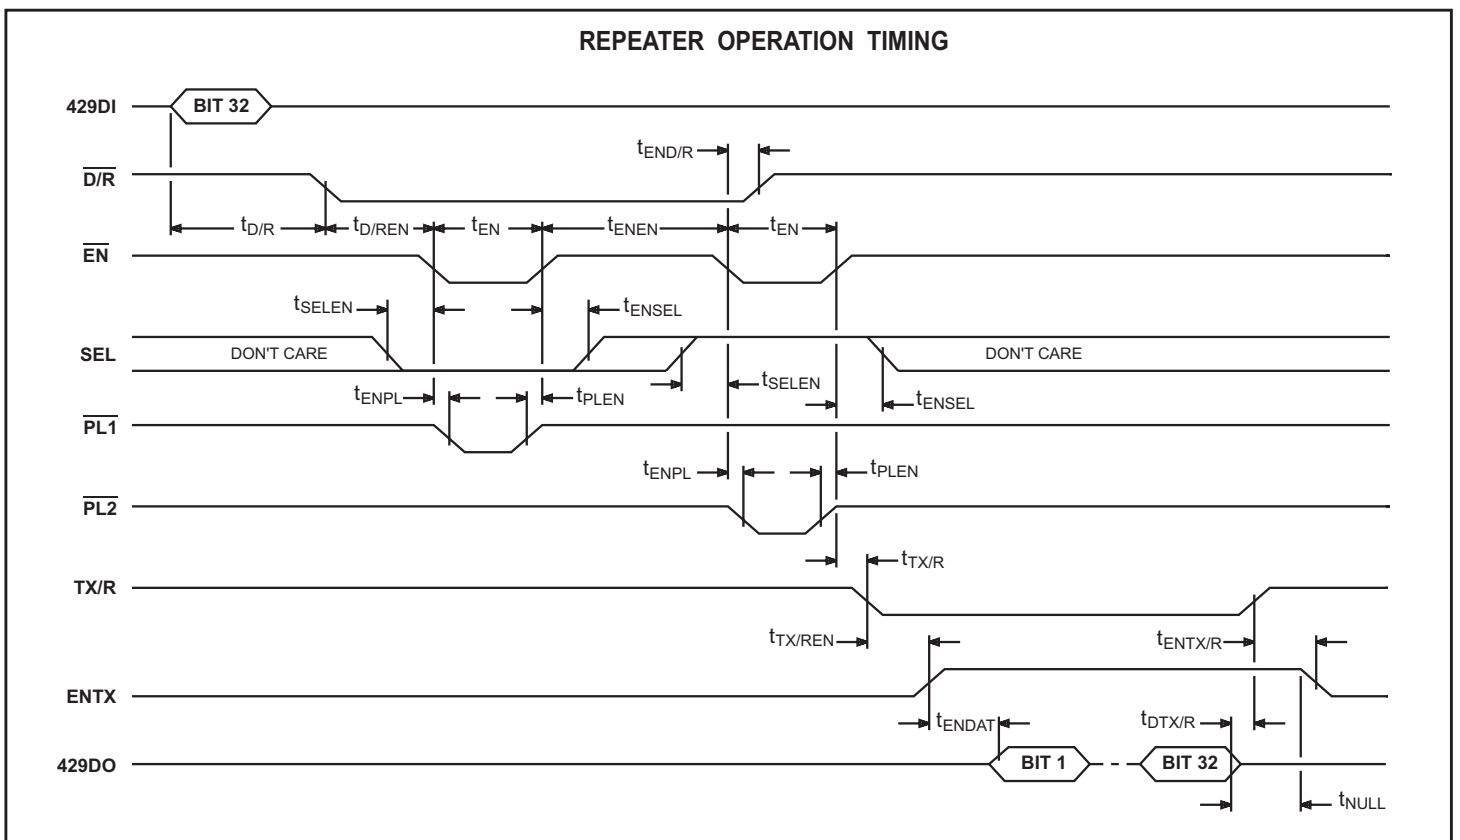 REPEATER OPERATION TIMING
429DI
BIT 32
tEND/R
D/R
tD/R
tD/REN
tEN
tENEN
tEN
EN
tSELEN
tENSEL
SEL
DON'T CARE
DON'T CARE
tSELEN
tENPL
tPLEN
tENSEL
PL1
tENPL
tPLEN
PL2
tTX/R
TX/R
tTX/REN
tENTX/R
ENTX
tENDAT
tDTX/R
429DO
BIT 1
BIT 32
tNULL